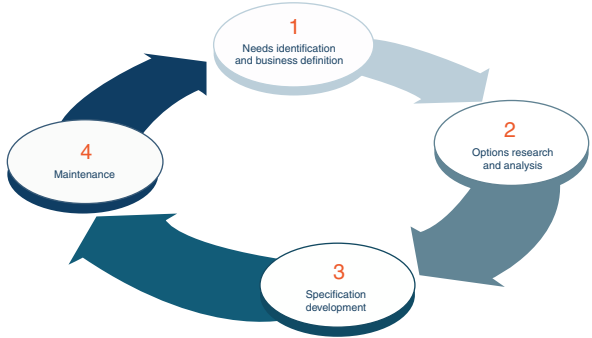 1
Needs identification
and business definition
2
Options research
and analysis
3
Specification
development
4
Maintenance